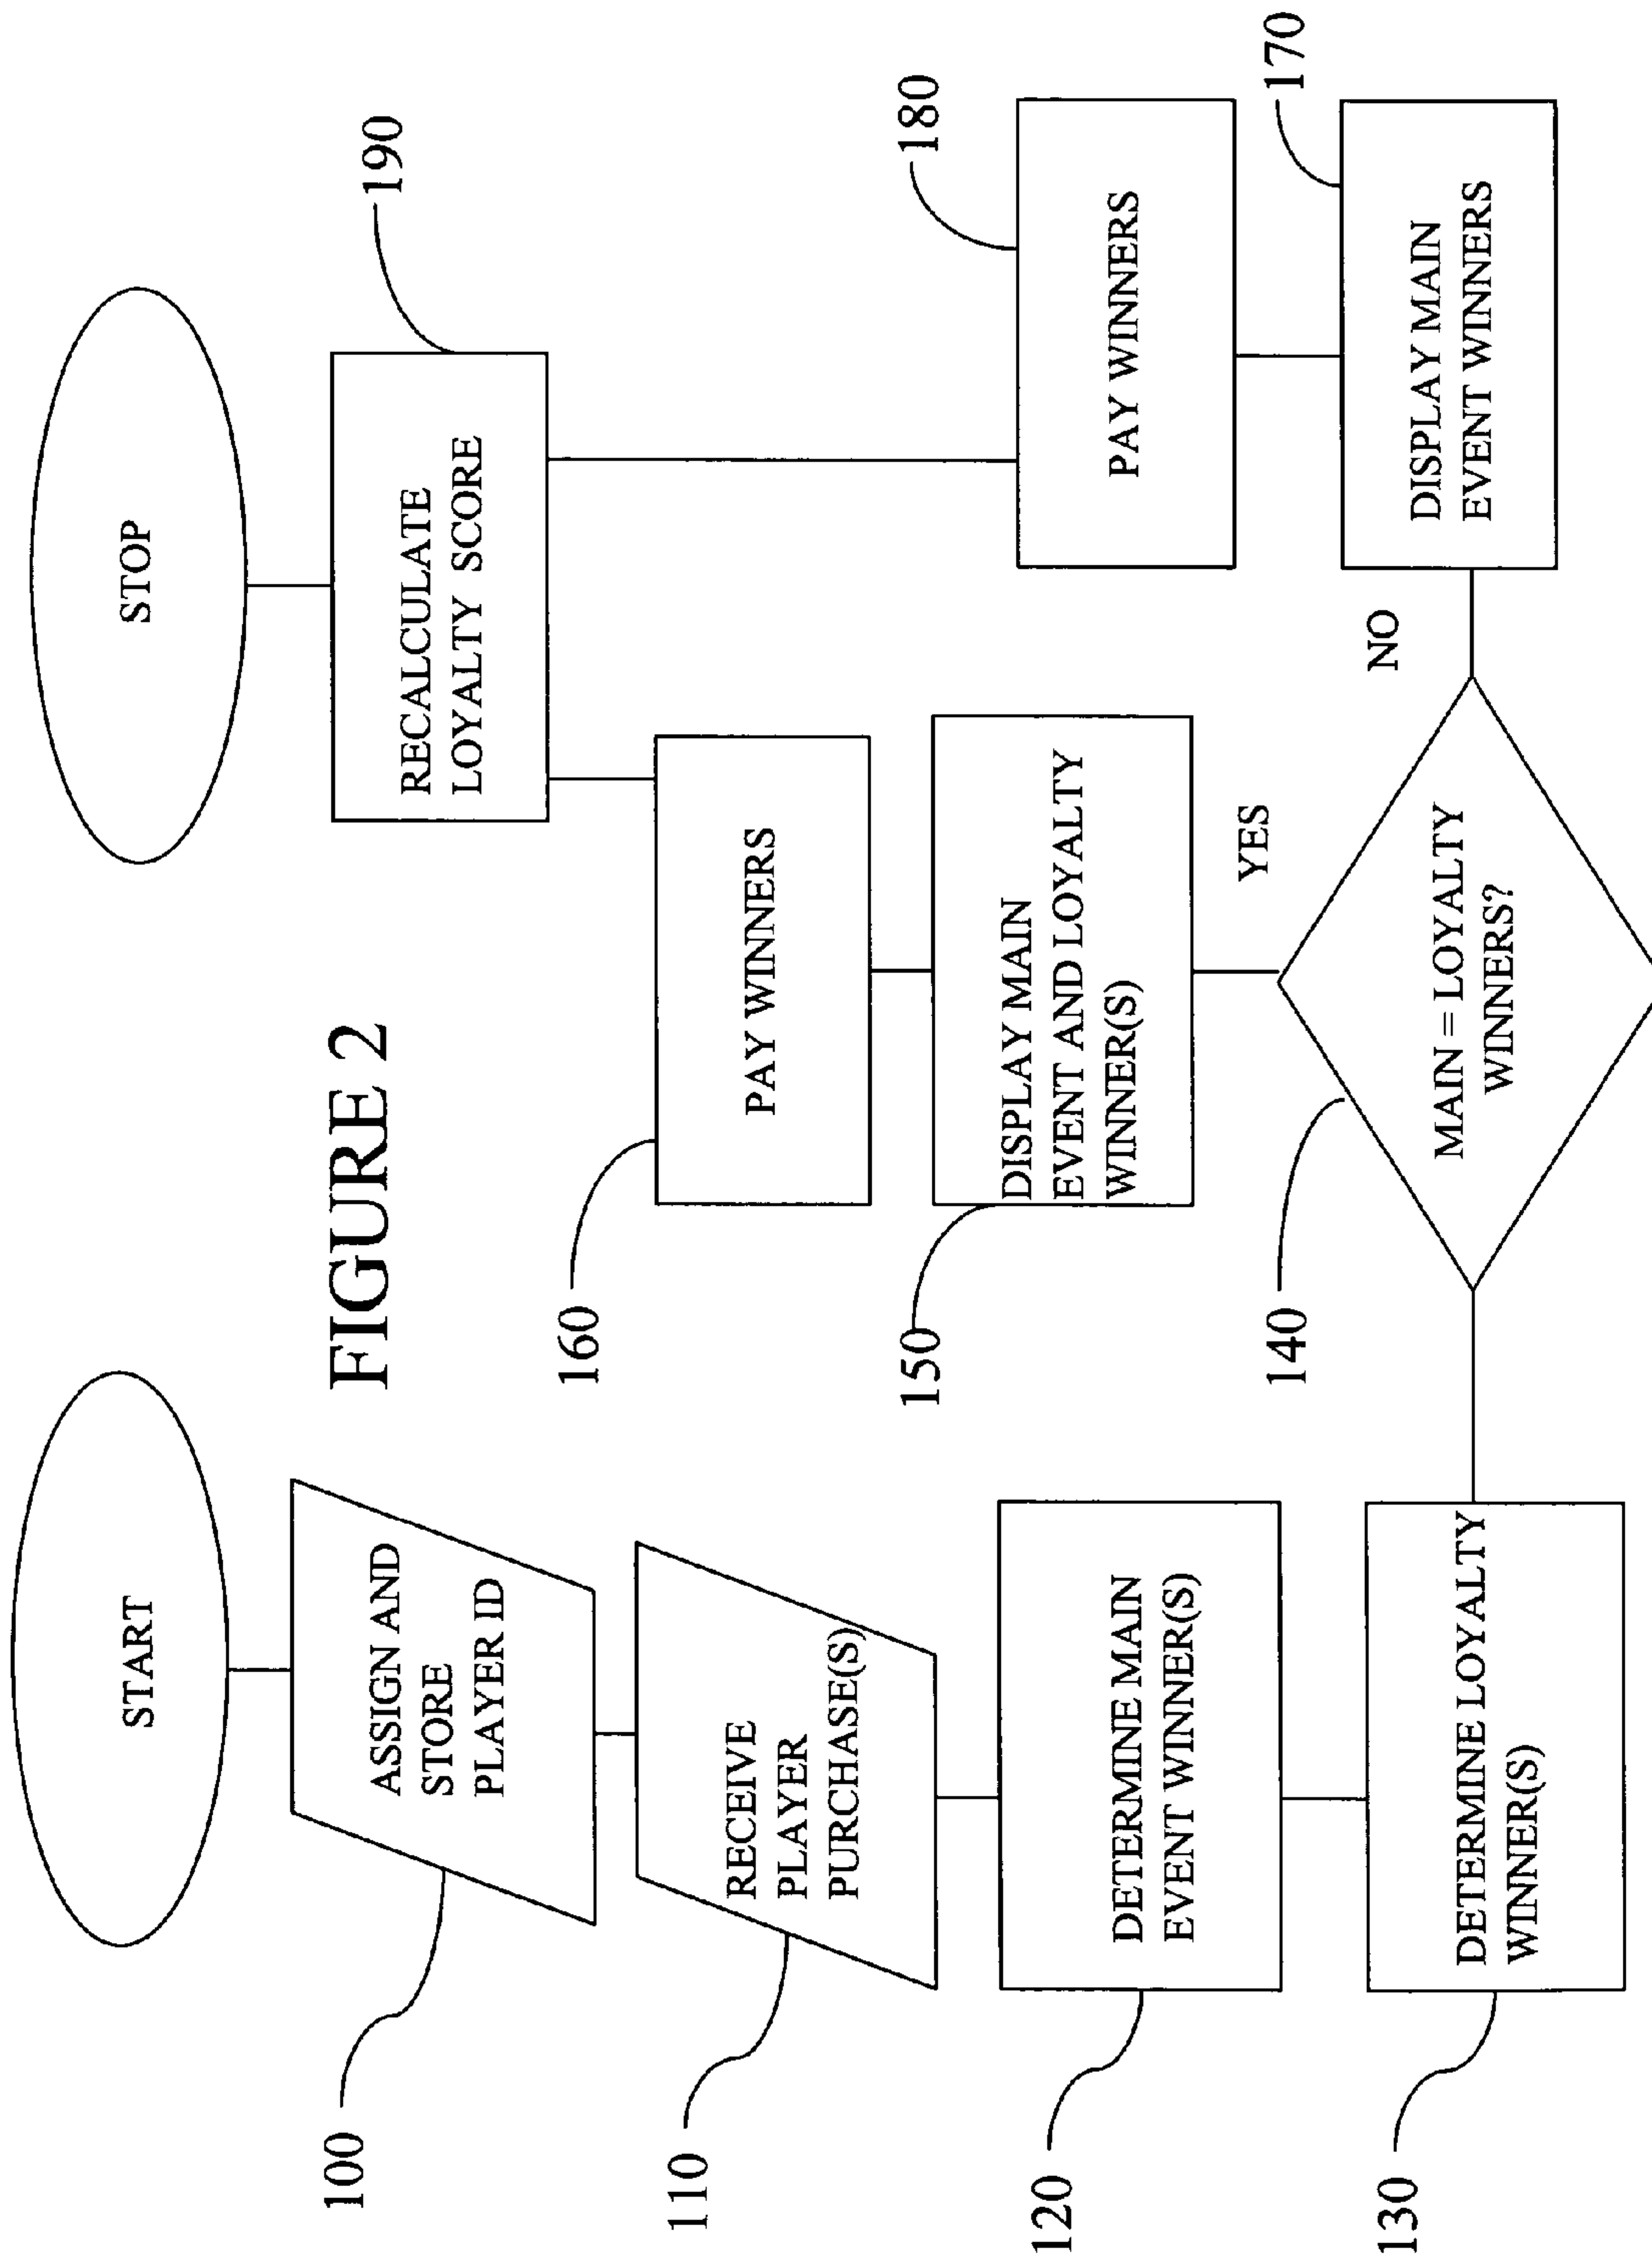 FIGURE 2
START
100
ASSIGN AND
STORE
PLAYER ID
110
RECEIVE
PLAYER
PURCHASE(S)
120
DETERMINE MAIN
EVENT WINNER(S)
130
DETERMINE LOYALTY
WINNER(S)
140
MAIN = LOYALTY
WINNERS?
YES
NO
150
DISPLAY MAIN
EVENT AND LOYALTY
WINNER(S)
160
PAY WINNERS
170
DISPLAY MAIN
EVENT WINNERS
180
PAY WINNERS
190
RECALCULATE
LOYALTY SCORE
STOP